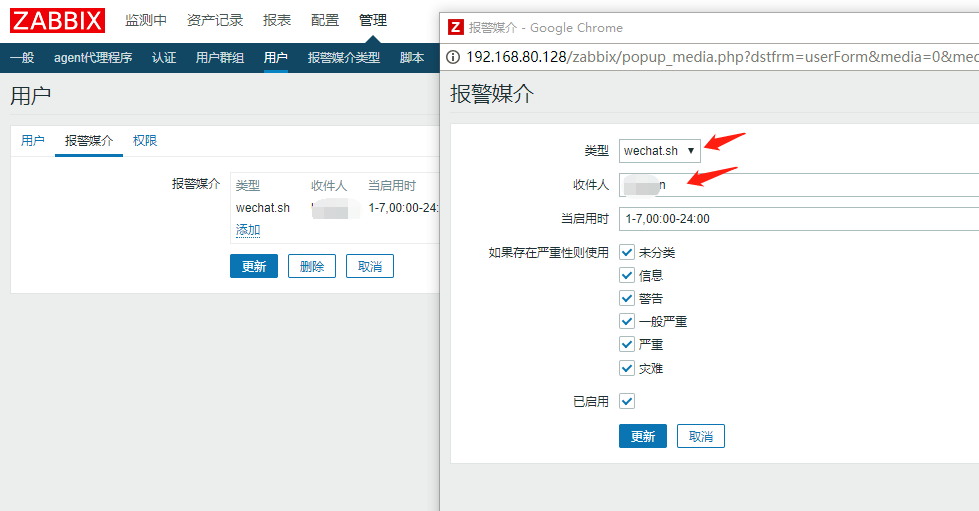 ZABBIX 监测中 资产记录 报表 配置 管理
一般 agent代理程序 认证 用户群组 用户 报警媒介类型 脚本
用户
用户 报警媒介 权限
报警媒介 类型 收件人 当启用时
wechat.sh 1-7,00:00-24:
添加
更新 删除 取消
Z 报警媒介 - Google Chrome
192.168.80.128/zabbix/popup_media.php?dstfrm=userForm&media=0&med
报警媒介
类型 wechat.sh
收件人 n
当启用时 1-7,00:00-24:00
如果存在严重性则使用 未分类
信息
警告
一般严重
严重
灾难
已启用
更新 取消